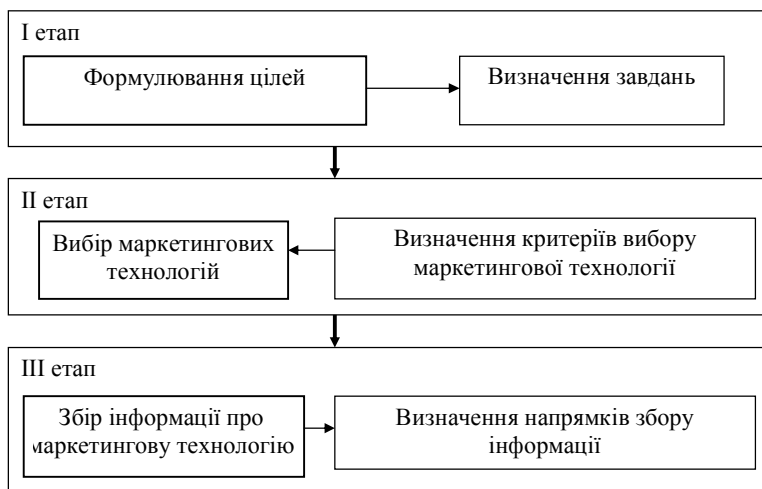 І етап
Формулювання цілей
Визначення завдань
ІІ етап
Вибір маркетингових
технологій
Визначення критеріїв вибору
маркетингової технології
ІІІ етап
Збір інформації про
маркетингову технологію
Визначення напрямків збору
інформації